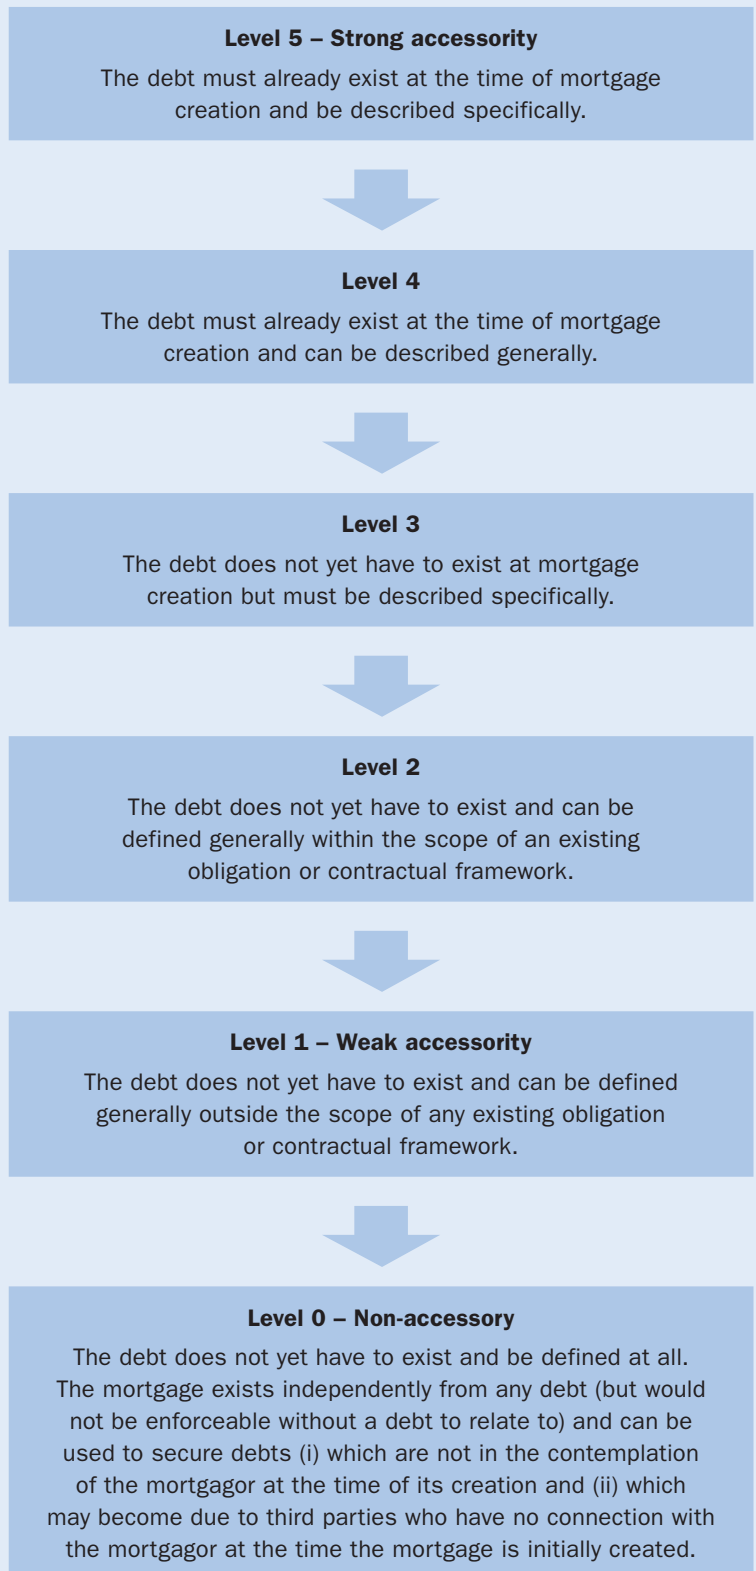 Level 5 – Strong accessority
The debt must already exist at the time of mortgage
creation and be described specifically.
Level 4
The debt must already exist at the time of mortgage
creation and can be described generally.
Level 3
The debt does not yet have to exist at mortgage
creation but must be described specifically.
Level 2
The debt does not yet have to exist and can be
defined generally within the scope of an existing
obligation or contractual framework.
Level 1 – Weak accessority
The debt does not yet have to exist and can be defined
generally outside the scope of any existing obligation
or contractual framework.
Level 0 – Non-accessory
The debt does not yet have to exist and be defined at all.
The mortgage exists independently from any debt (but would
not be enforceable without a debt to relate to) and can be
used to secure debts (i) which are not in the contemplation
of the mortgagor at the time of its creation and (ii) which
may become due to third parties who have no connection with
the mortgagor at the time the mortgage is initially created.